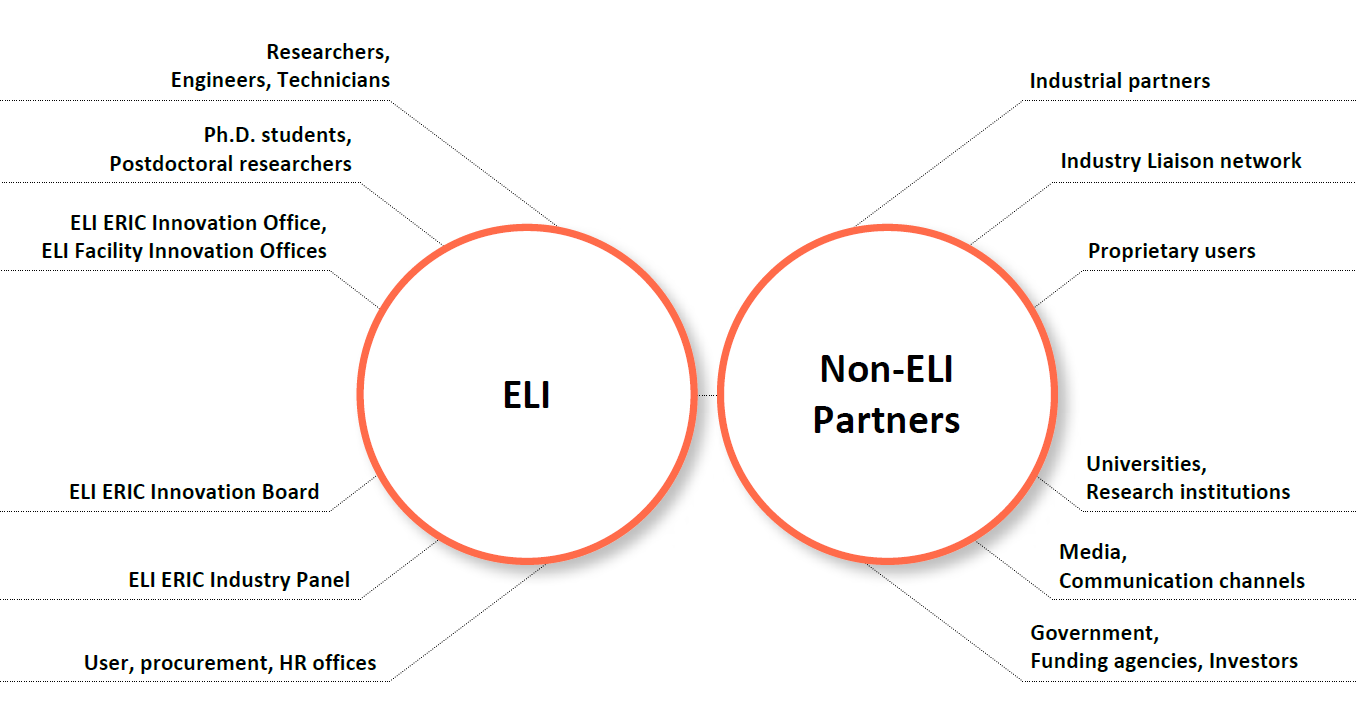 Researchers,
Engineers, Technicians
Ph.D. students,
Postdoctoral researchers
ELI ERIC Innovation Office,
ELI Facility Innovation Offices
ELI ERIC Innovation Board
ELI ERIC Industry Panel
User, procurement, HR offices
ELI
Non-ELI
Partners
Industrial partners
Industry Liaison network
Proprietary users
Universities,
Research institutions
Media,
Communication channels
Government,
Funding agencies, Investors